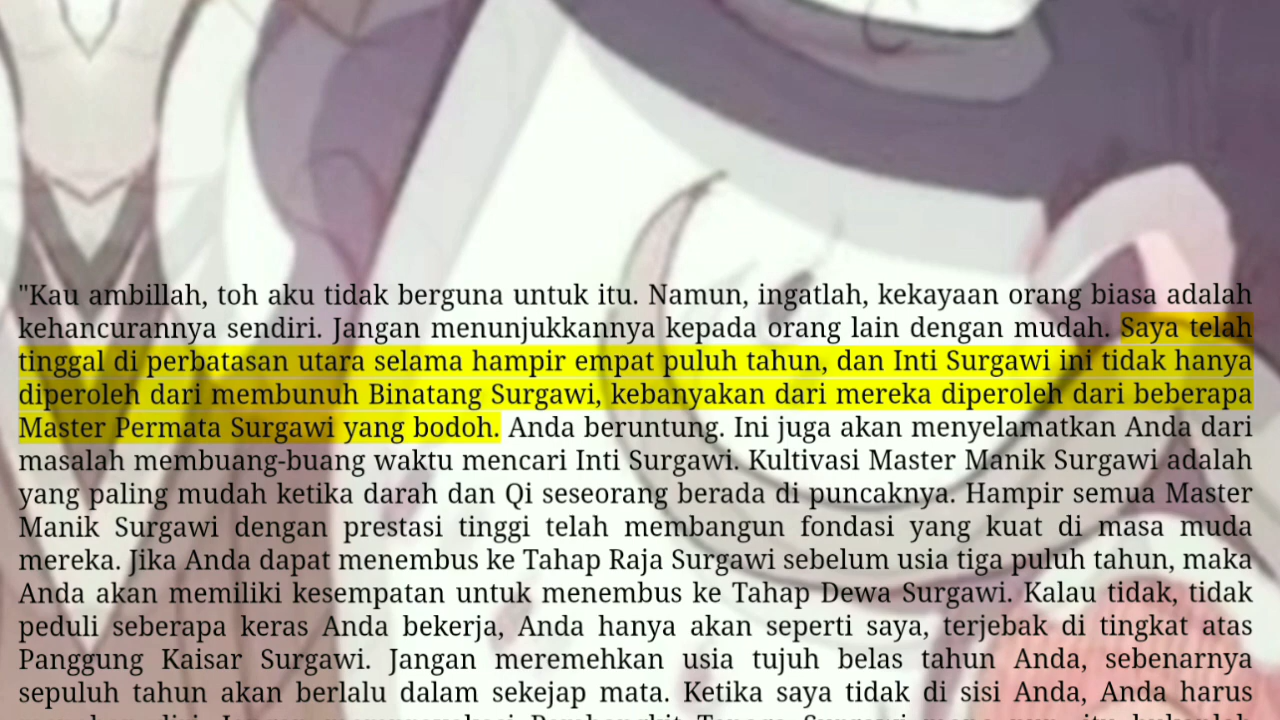 "Kau ambillah, toh aku tidak berguna untuk itu. Namun, ingatlah, kekayaan orang biasa adalah
kehancurannya sendiri. Jangan menunjukkannya kepada orang lain dengan mudah. Saya telah
tinggal di perbatasan utara selama hampir empat puluh tahun, dan Inti Surgawi ini tidak hanya
diperoleh dari membunuh Binatang Surgawi, kebanyakan dari mereka diperoleh dari beberapa
Master Permata Surgawi yang bodoh. Anda beruntung. Ini juga akan menyelamatkan Anda dari
masalah membuang-buang waktu mencari Inti Surgawi. Kultivasi Master Manik Surgawi adalah
yang paling mudah ketika darah dan Qi seseorang berada di puncaknya. Hampir semua Master
Manik Surgawi dengan prestasi tinggi telah membangun fondasi yang kuat di masa muda
mereka. Jika Anda dapat menembus ke Tahap Raja Surgawi sebelum usia tiga puluh tahun, maka
Anda akan memiliki kesempatan untuk menembus ke Tahap Dewa Surgawi. Kalau tidak, tidak
peduli seberapa keras Anda bekerja, Anda hanya akan seperti saya, terjebak di tingkat atas
Panggung Kaisar Surgawi. Jangan meremehkan usia tujuh belas tahun Anda, sebenarnya
sepuluh tahun akan berlalu dalam sekejap mata. Ketika saya tidak di sisi Anda, Anda harus